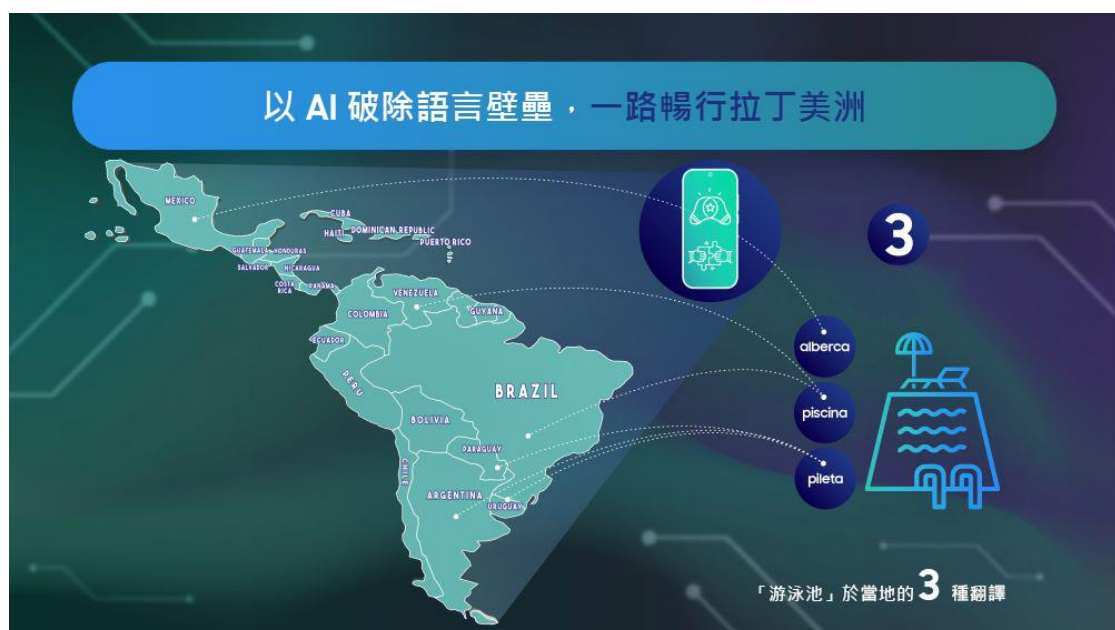 以 AI 破除語言壁壘，一路暢行拉丁美洲
MEXICO
CUBA
HAITI
DOMINICAN REPUBLIC
PUERTO RICO
GUATEMALA
HONDURAS
SALVADOR
NICARAGUA
COSTA
RICA
PANAMA
VENEZUELA
COLOMBIA
GUYANA
ECUADOR
PERU
BRAZIL
BOLIVIA
PARAGUAY
CHILE
ARGENTINA
URUGUAY
3
alberca
piscina
pileta
「游泳池」於當地的 3 種翻譯